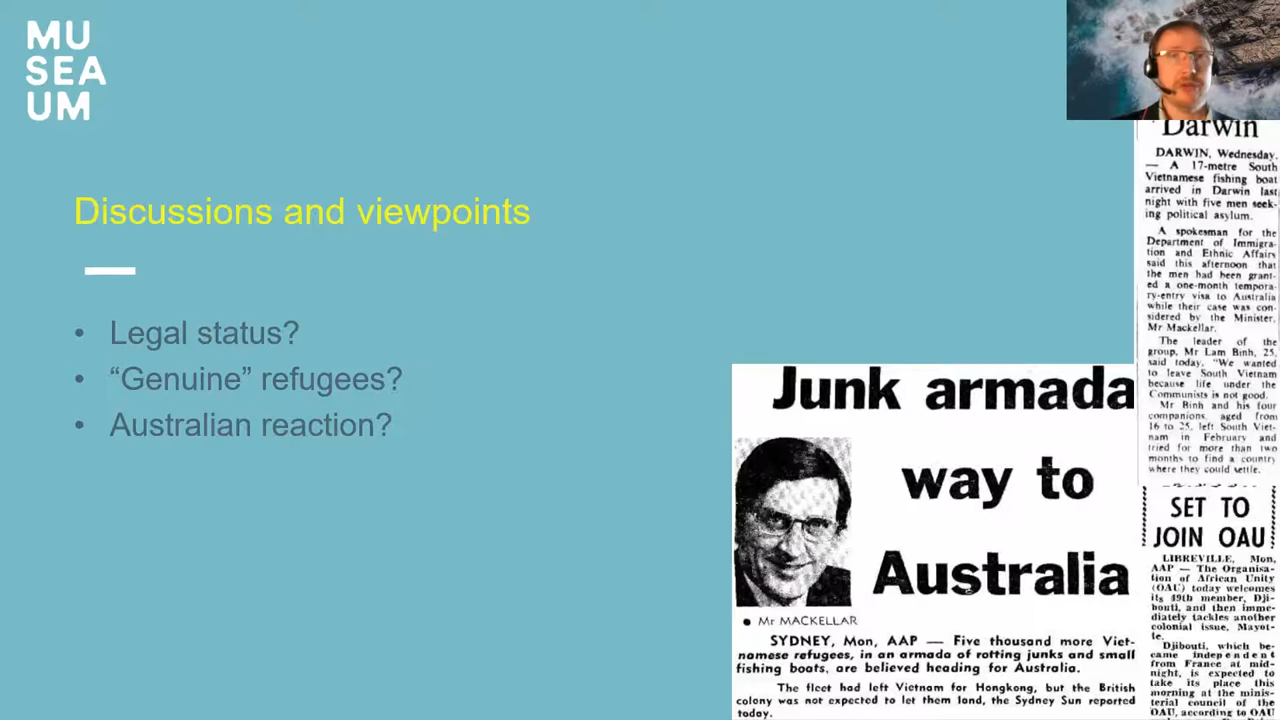 MU
SEA
UM
Discussions and viewpoints
• Legal status?
• “Genuine” refugees?
• Australian reaction?
Darwin
DARWIN, Wednesday.
— A 17-metre South
Vietnamese fishing boat
arrived in Darwin last
night with five men seek-
ing political asylum.
A spokesman for the
Department of Immigra-
tion and Ethnic Affairs
said this afternoon that
the men had been grant-
ed a one-month tempora-
ry-entry visa to Australia
while their case was con-
sidered by the Minister,
Mr Mackellar.
The leader of the
group, Mr Lam Binh, 25,
said today, “We wanted
to leave South Vietnam
because life under the
Communists is not good.
Mr Binh and his four
companions, aged from
16 to 25, left South Viet-
nam in February and
tried for more than two
months to find a country
where they could settle.
Junk armada
way to
Australia
• Mr MACKELLAR
SYDNEY, Mon, AAP — Five thousand more Viet-
namese refugees, in an armada of rotting junks and small
fishing boats, are believed heading for Australia.
The fleet had left Vietnam for Hongkong, but the British
colony was not expected to let them land, the Sydney Sun reported
today.
SET TO
JOIN OAU
LIBREVILLE, Mon,
AAP — The Organisa-
tion of African Unity
(OAU) today welcomes
its 49th member, Dji-
bouti, and then imme-
diately tackles another
colonial issue, Mayot-
te.
Djibouti, which be-
came independent
from France at mid-
night, is expected to
take its place this
morning at the minis-
terial council of the
OAU, according to OAU